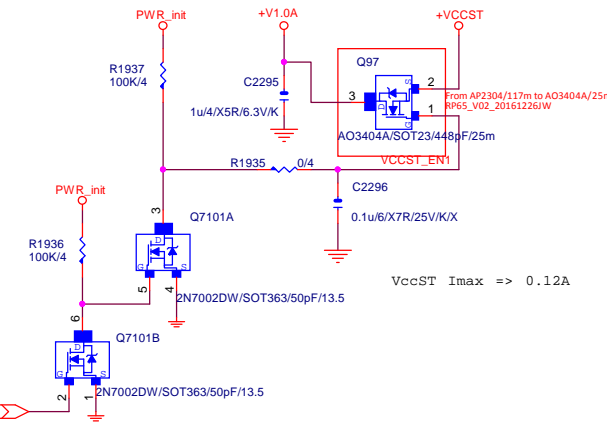 PWR_init
+V1.0A
+VCCST
R1937
100K/4
Q97
C2295
1u/4/X5R/6.3V/K
3
2
1
D
S
G
From AP2304/117m to AO3404A/25m
RP65_V02_20161226JW
AO3404A/SOT23/448pF/25m
VCCST_EN1
R1935
0/4
C2296
0.1u/6/X7R/25V/K/X
PWR_init
R1936
100K/4
3
Q7101A
D
G
S
5
4
2N7002DW/SOT363/50pF/13.5
VccST Imax => 0.12A
6
Q7101B
D
G
S
2
1
2N7002DW/SOT363/50pF/13.5